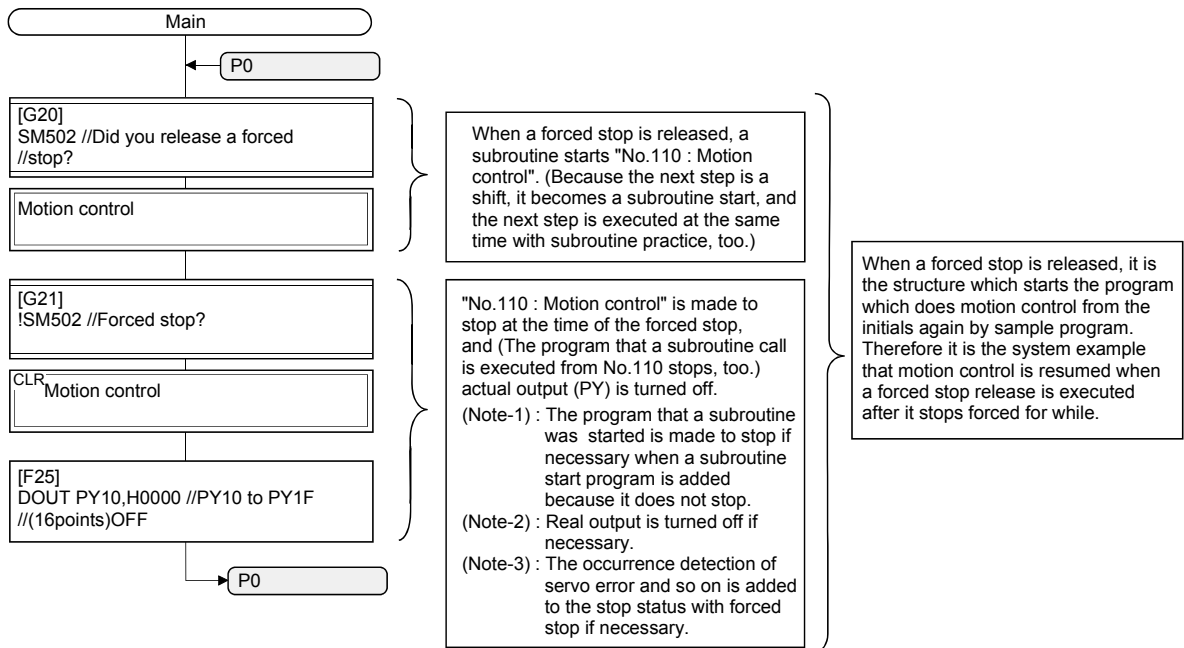 Main
P0
[G20]
SM502 //Did you release a forced
//stop?
Motion control
When a forced stop is released, a
subroutine starts "No.110 : Motion
control". (Because the next step is a
shift, it becomes a subroutine start, and
the next step is executed at the same
time with subroutine practice, too.)
[G21]
!SM502 //Forced stop?
CLR Motion control
[F25]
DOUT PY10,H0000 //PY10 to PY1F
//(16points)OFF
P0
"No.110 : Motion control" is made to
stop at the time of the forced stop,
and (The program that a subroutine call
is executed from No.110 stops, too.)
actual output (PY) is turned off.
(Note-1) : The program that a subroutine
was started is made to stop if
necessary when a subroutine
start program is added
because it does not stop.
(Note-2) : Real output is turned off if
necessary.
(Note-3) : The occurrence detection of
servo error and so on is added
to the stop status with forced
stop if necessary.
When a forced stop is released, it is
the structure which starts the program
which does motion control from the
initials again by sample program.
Therefore it is the system example
that motion control is resumed when
a forced stop release is executed
after it stops forced for while.